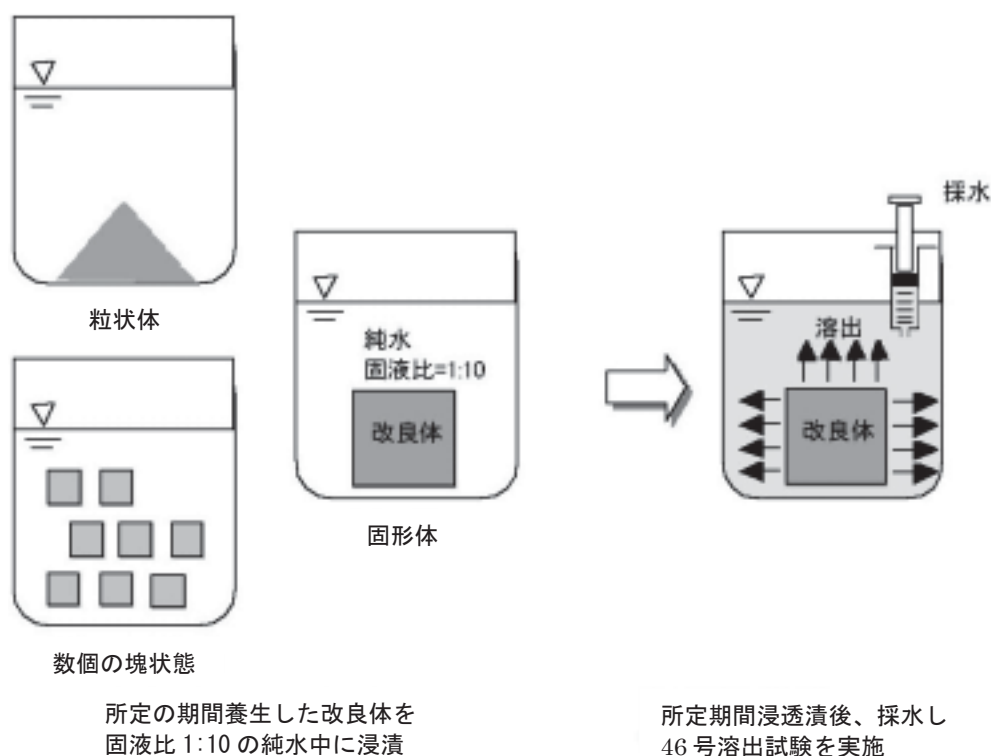 粒状体
数個の塊状態
純水
固液比=1:10
改良体
固形体
採水
溶出
改良体
所定の期間養生した改良体を
固液比 1:10 の純水中に浸漬
所定期間浸透漬後、採水し
46 号溶出試験を実施